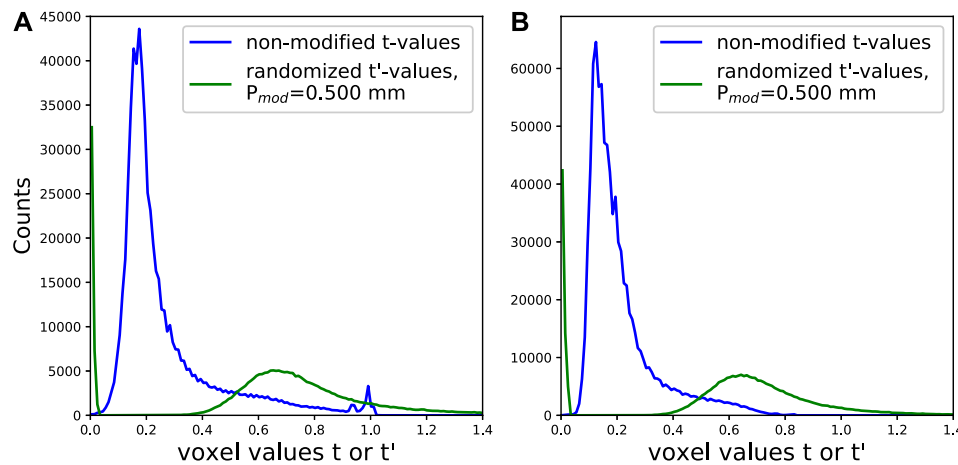 A
45000
40000
35000
30000
25000
20000
15000
10000
5000
0
Counts
0.0 0.2 0.4 0.6 0.8 1.0 1.2 1.4
voxel values t or t'
non-modified t-values
randomized t'-values,
P_mod=0.500 mm
B
60000
50000
40000
30000
20000
10000
0
0.0 0.2 0.4 0.6 0.8 1.0 1.2 1.4
voxel values t or t'
non-modified t-values
randomized t'-values,
P_mod=0.500 mm